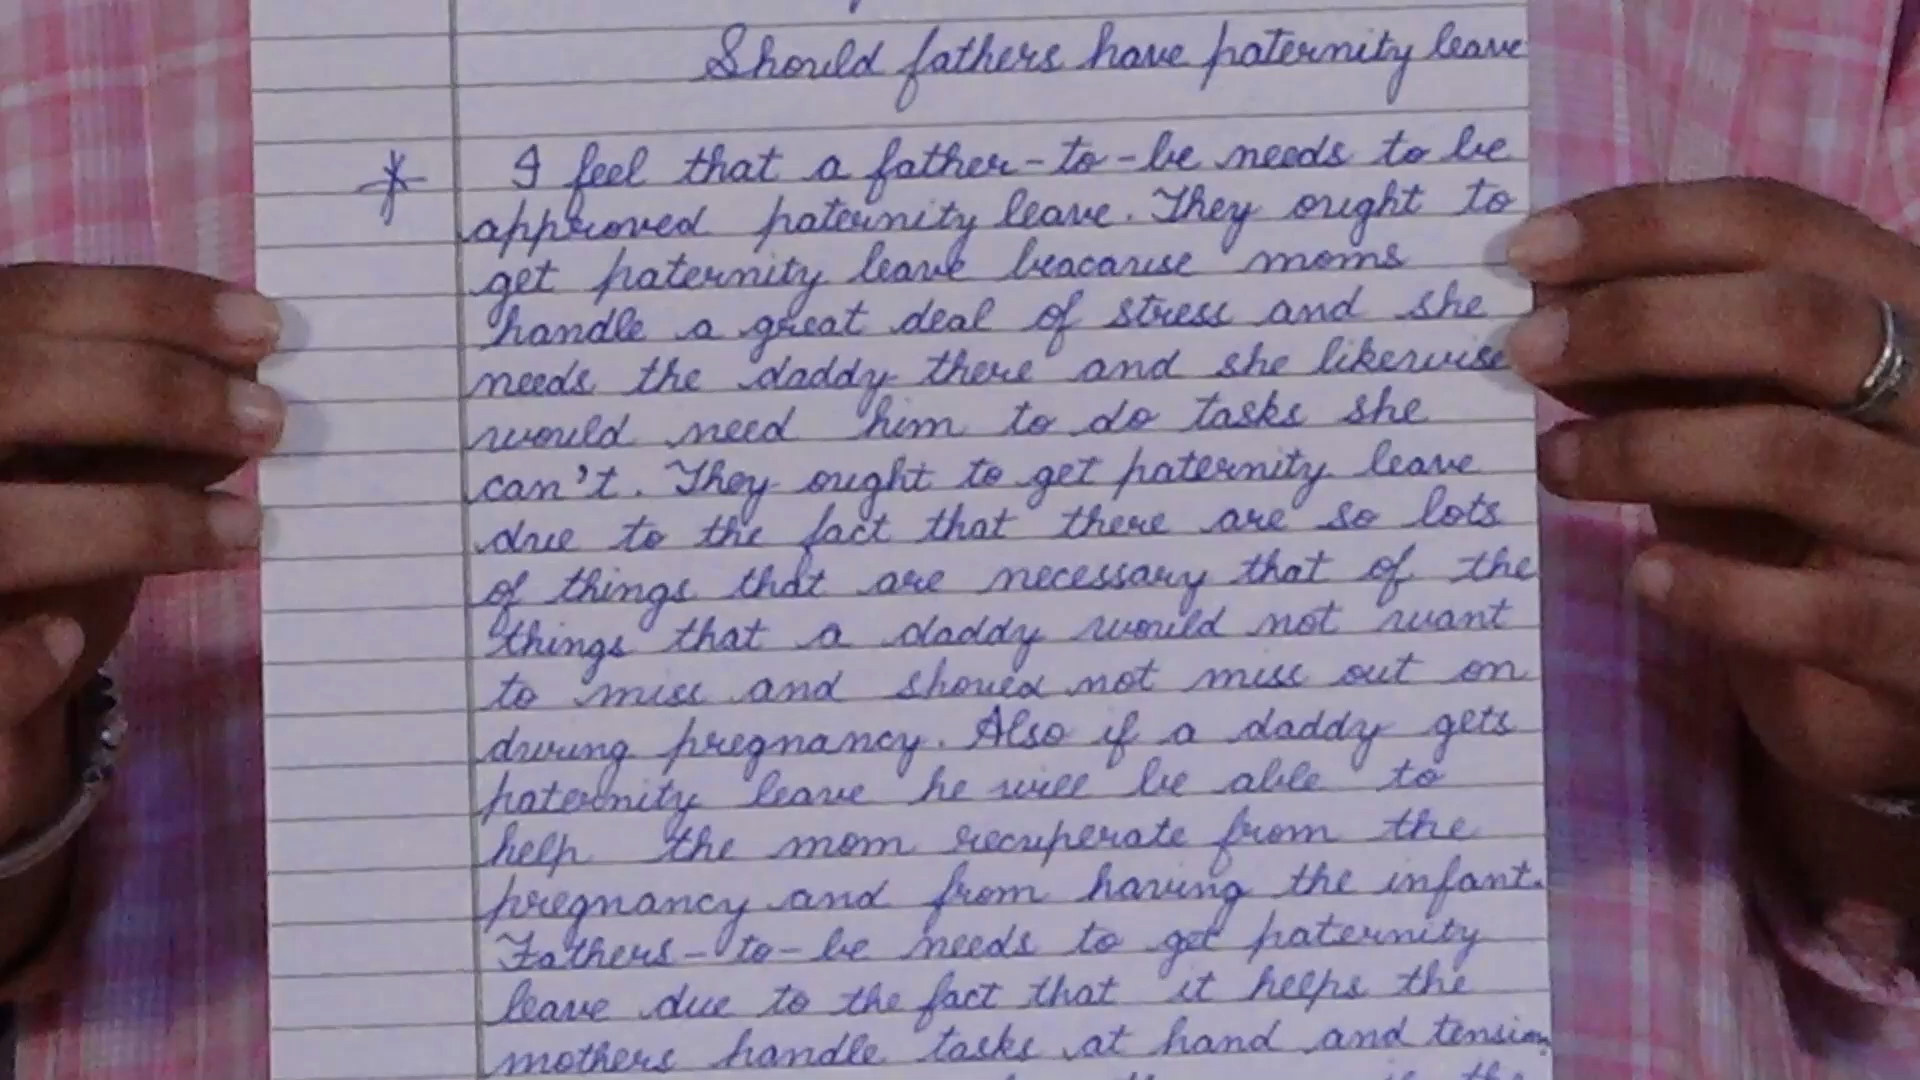 Should fathers have paternity leave
* I feel that a father-to-be needs to be
approved paternity leave. They ought to
get paternity leave beacause moms
handle a great deal of stress and she
needs the daddy there and she likewise
would need him to do tasks she
can't. They ought to get paternity leave
due to the fact that there are so lots
of things that are necessary that of the
things that a daddy would not want
to miss and should not miss out on
during pregnancy. Also if a daddy gets
paternity leave he will be able to
help the mom recuperate from the
pregnancy and from having the infant.
Fathers-to-be needs to get paternity
leave due to the fact that it helps the
mothers handle tasks at hand and tension